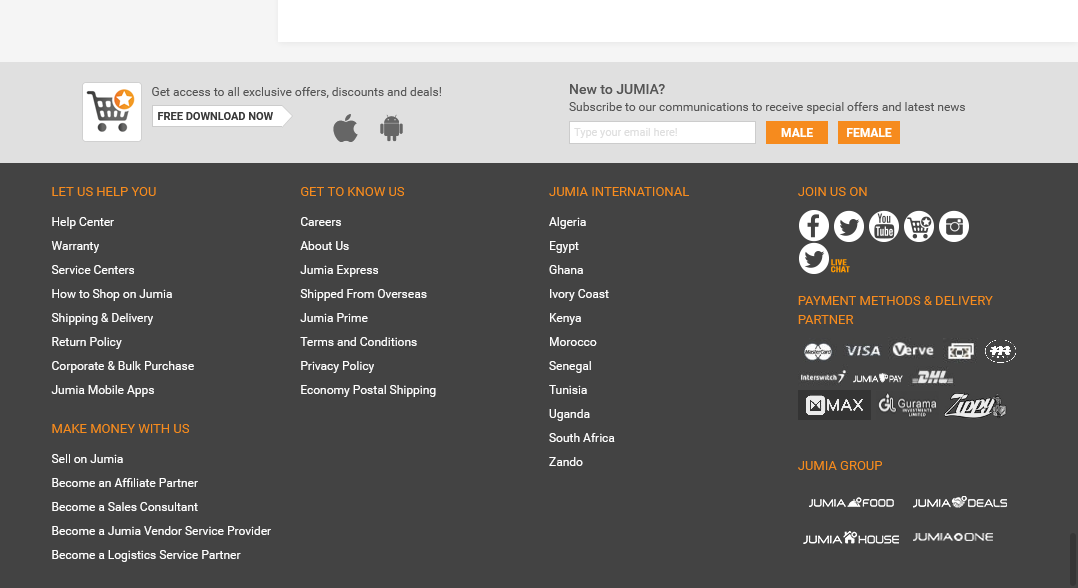 Get access to all exclusive offers, discounts and deals!
FREE DOWNLOAD NOW
New to JUMIA?
Subscribe to our communications to receive special offers and latest news
Type your email here!
MALE
FEMALE
LET US HELP YOU
Help Center
Warranty
Service Centers
How to Shop on Jumia
Shipping & Delivery
Return Policy
Corporate & Bulk Purchase
Jumia Mobile Apps
MAKE MONEY WITH US
Sell on Jumia
Become an Affiliate Partner
Become a Sales Consultant
Become a Jumia Vendor Service Provider
Become a Logistics Service Partner
GET TO KNOW US
Careers
About Us
Jumia Express
Shipped From Overseas
Jumia Prime
Terms and Conditions
Privacy Policy
Economy Postal Shipping
JUMIA INTERNATIONAL
Algeria
Egypt
Ghana
Ivory Coast
Kenya
Morocco
Senegal
Tunisia
Uganda
South Africa
Zando
JOIN US ON
You
Tube
LIVE
CHAT
PAYMENT METHODS & DELIVERY
PARTNER
MasterCard VISA Verve
Interswitch JUMIA PAY DHL
MAX Gurama Zippy
INVESTMENTS
LIMITED
JUMIA GROUP
JUMIA FOOD JUMIA DEALS
JUMIA HOUSE JUMIA ONE